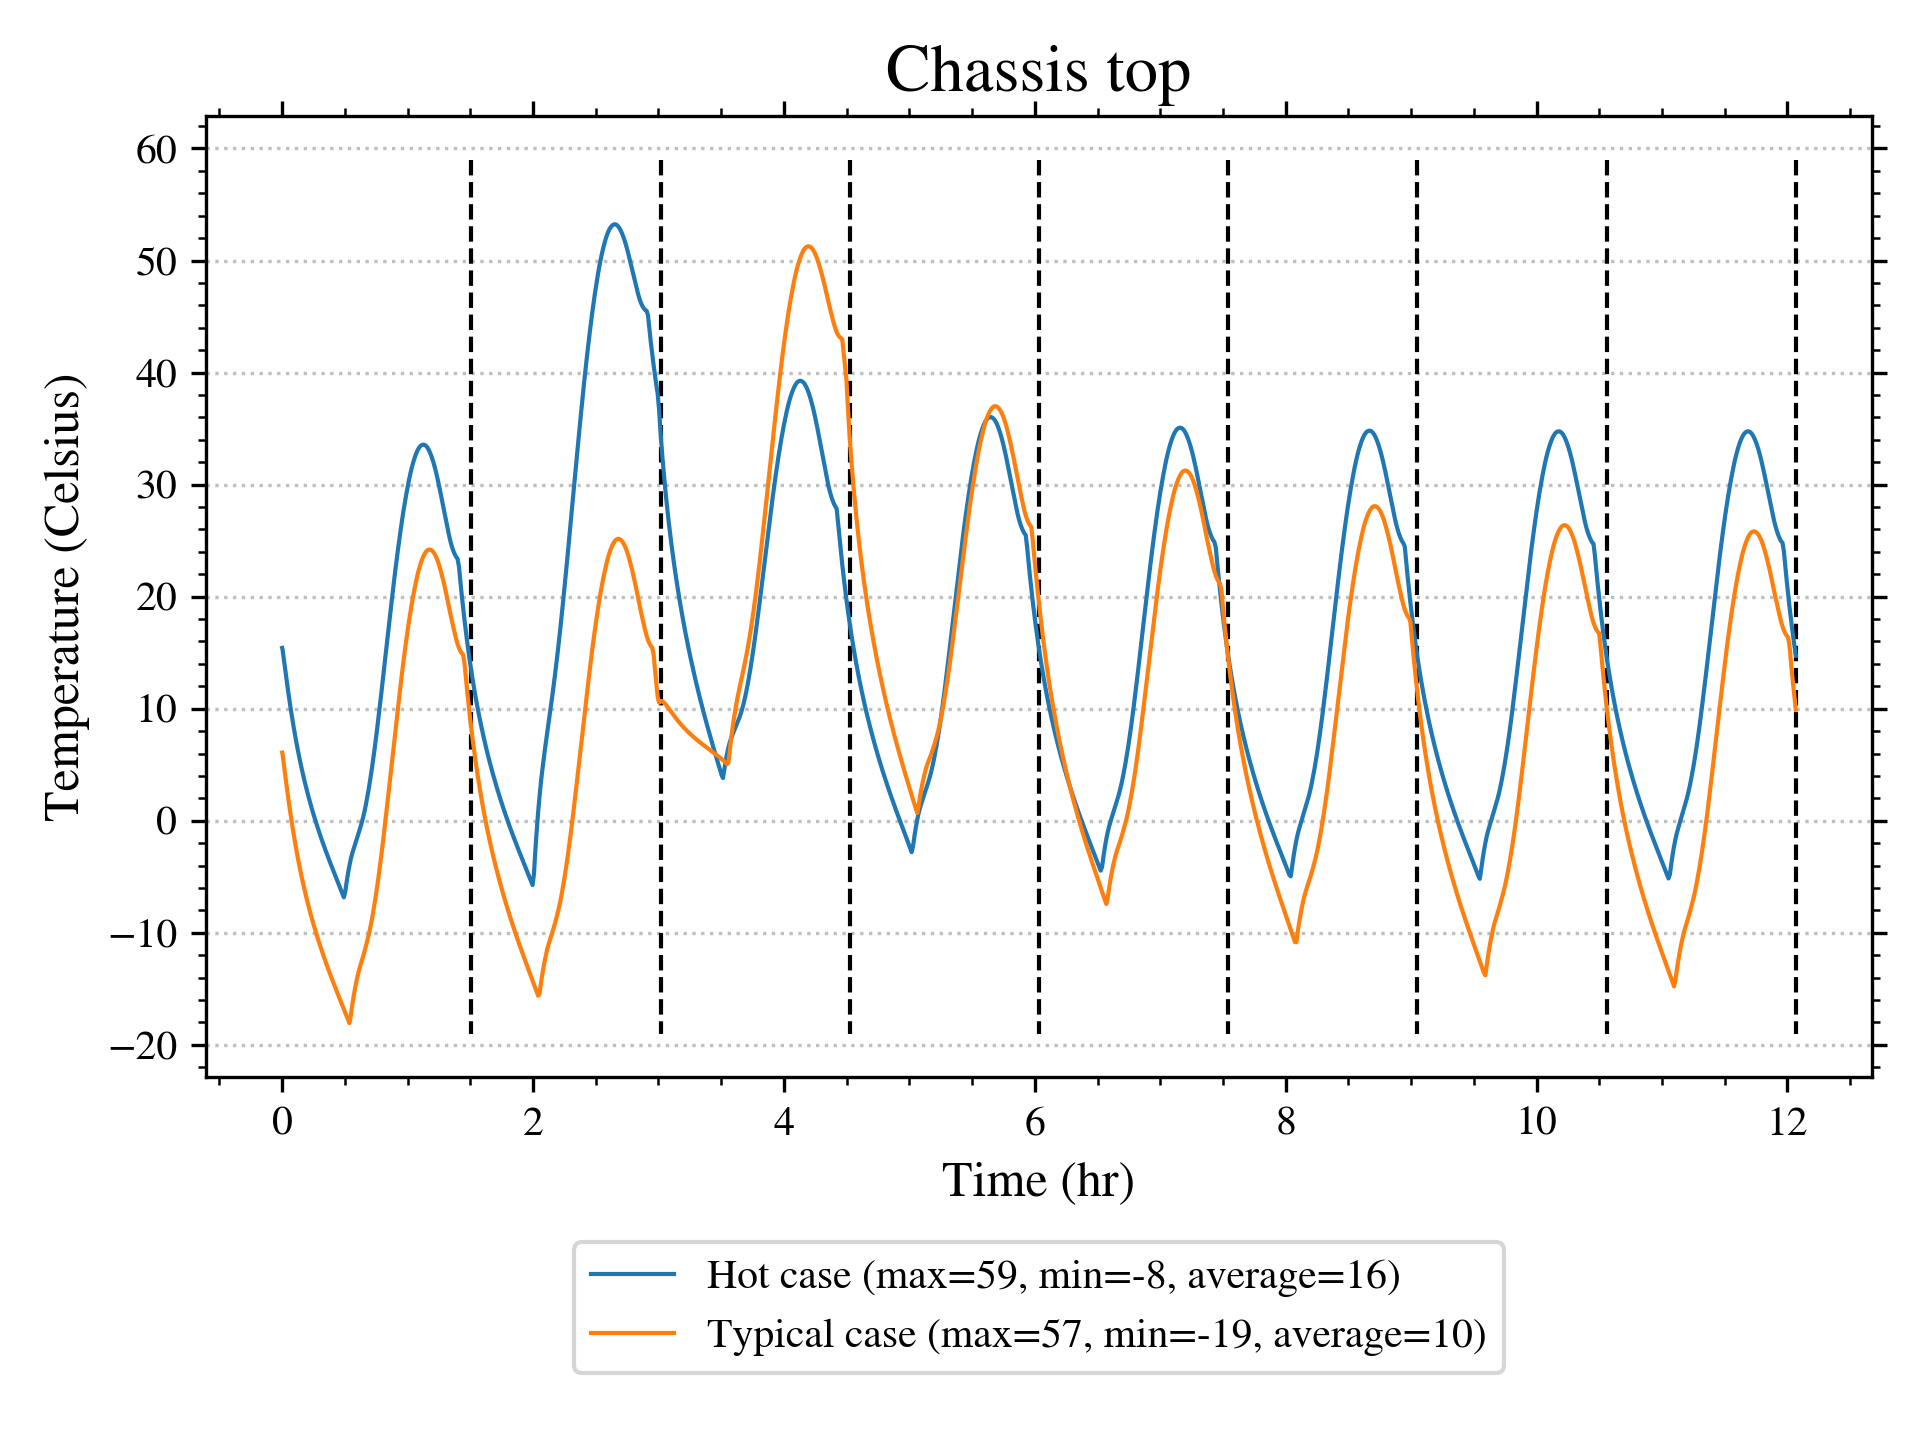 Chassis top
60
50
40
30
20
10
0
−10
−20
Temperature (Celsius)
0 2 4 6 8 10 12
Time (hr)
Hot case (max=59, min=-8, average=16)
Typical case (max=57, min=-19, average=10)